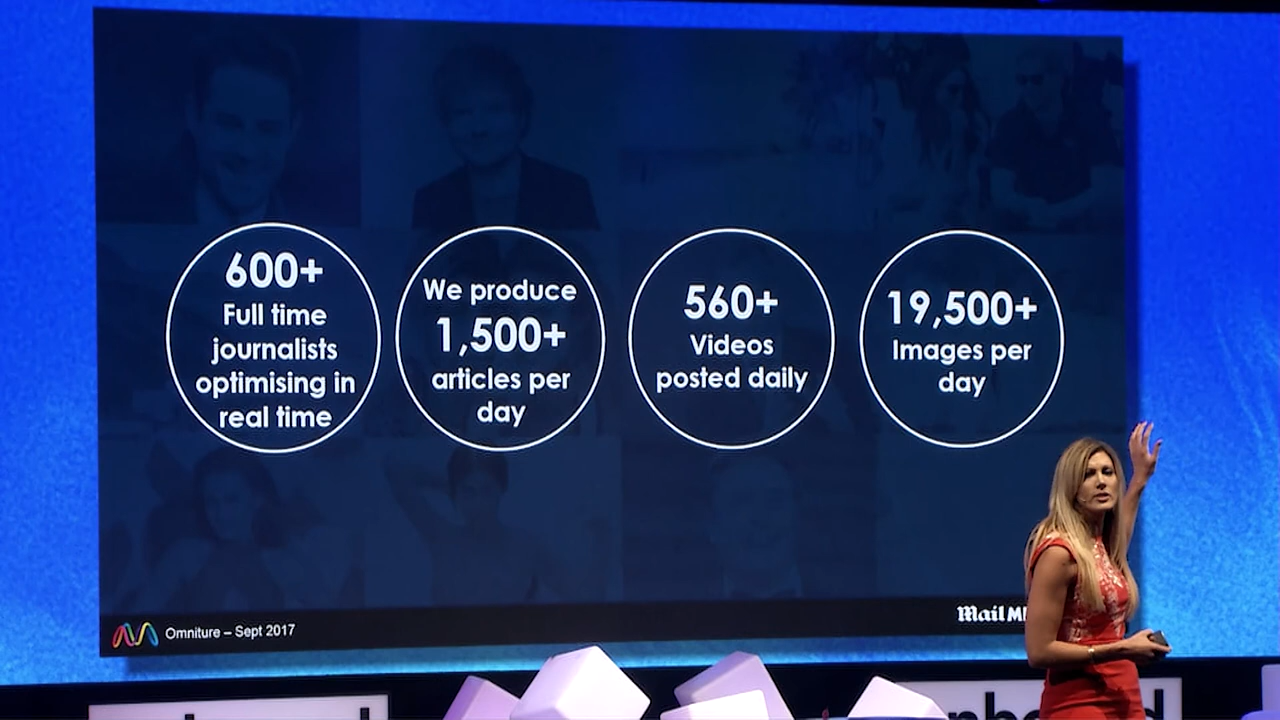 600+
Full time
journalists
optimising in
real time
We produce
1,500+
articles per
day
560+
Videos
posted daily
19,500+
Images per
day
Omniture – Sept 2017
Mail